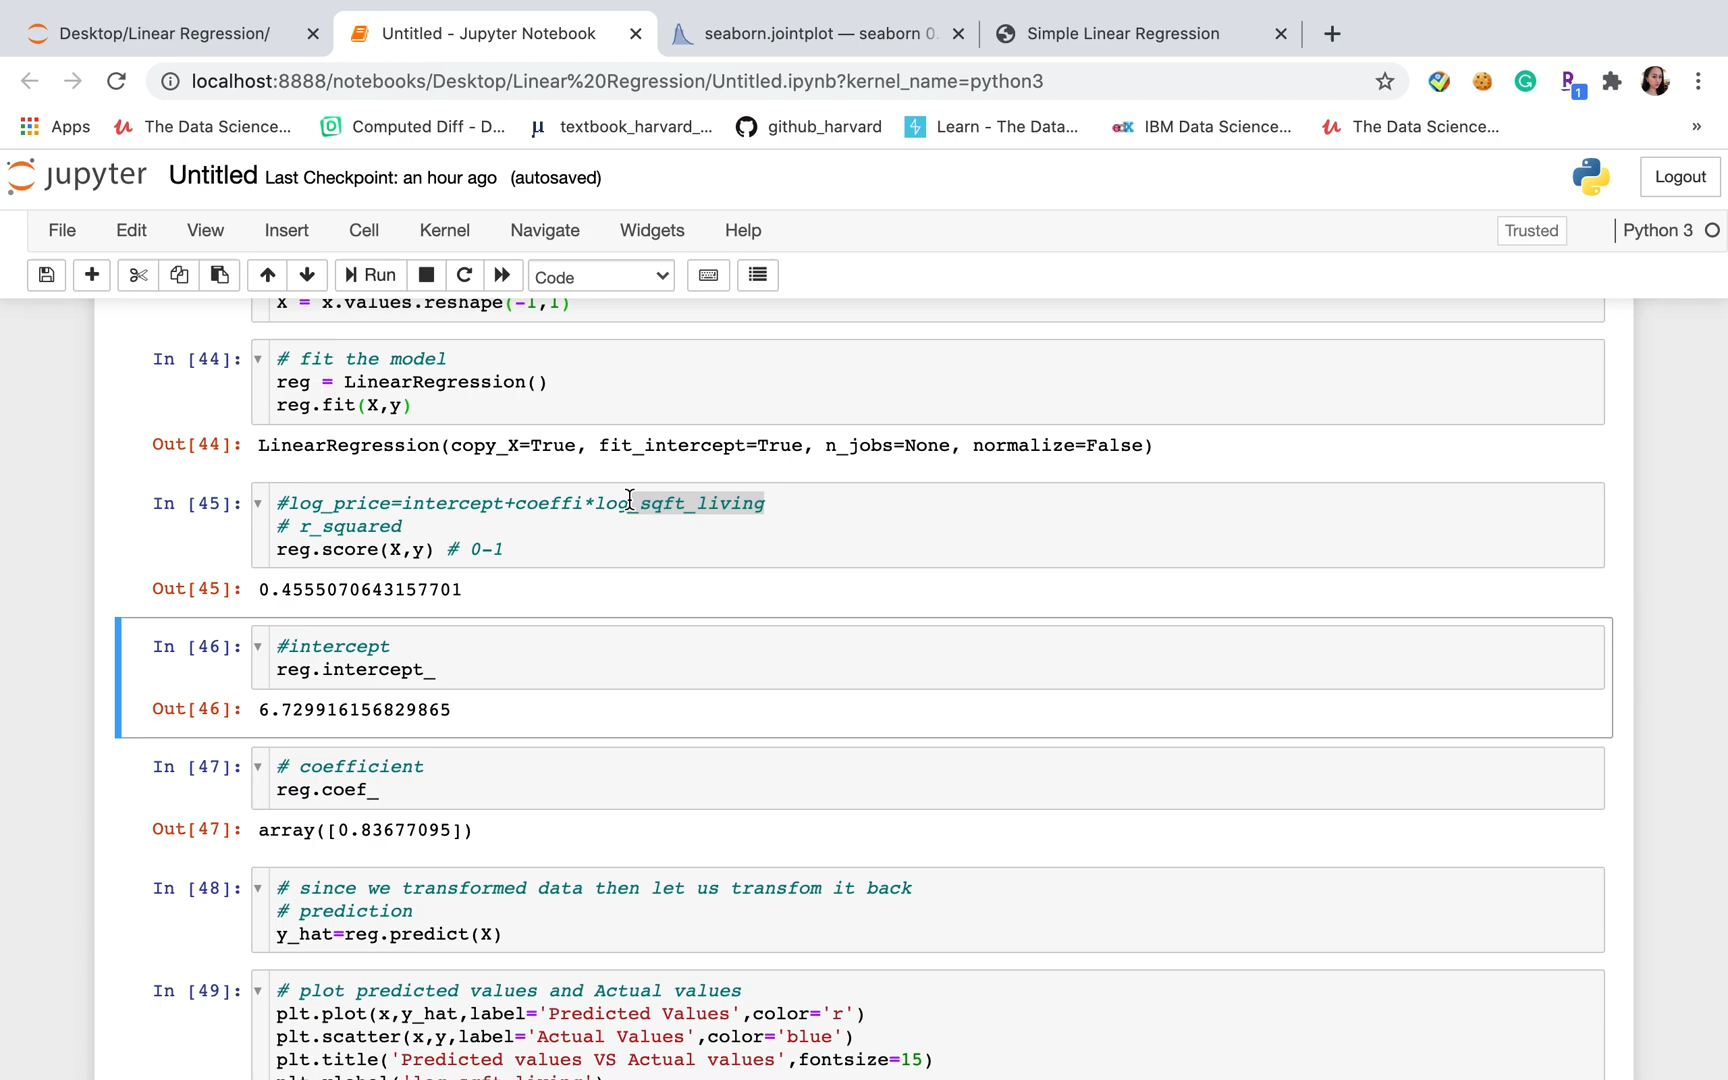 Desktop/Linear Regression/
Untitled - Jupyter Notebook
seaborn.jointplot — seaborn 0.
Simple Linear Regression
localhost:8888/notebooks/Desktop/Linear%20Regression/Untitled.ipynb?kernel_name=python3
1
Apps
The Data Science...
Computed Diff - D...
textbook_harvard_...
github_harvard
Learn - The Data...
IBM Data Science...
The Data Science...
»
jupyter Untitled Last Checkpoint: an hour ago (autosaved)
Logout
File Edit View Insert Cell Kernel Navigate Widgets Help
Trusted
Python 3
Run
Code
X = x.values.reshape(-1,1)
In [44]: # fit the model
reg = LinearRegression()
reg.fit(X,y)
Out[44]: LinearRegression(copy_X=True, fit_intercept=True, n_jobs=None, normalize=False)
In [45]: #log_price=intercept+coeffi*log_sqft_living
# r_squared
reg.score(X,y) # 0-1
Out[45]: 0.4555070643157701
In [46]: #intercept
reg.intercept_
Out[46]: 6.729916156829865
In [47]: # coefficient
reg.coef_
Out[47]: array([0.83677095])
In [48]: # since we transformed data then let us transfom it back
# prediction
y_hat=reg.predict(X)
In [49]: # plot predicted values and Actual values
plt.plot(x,y_hat,label='Predicted Values',color='r')
plt.scatter(x,y,label='Actual Values',color='blue')
plt.title('Predicted values VS Actual values',fontsize=15)